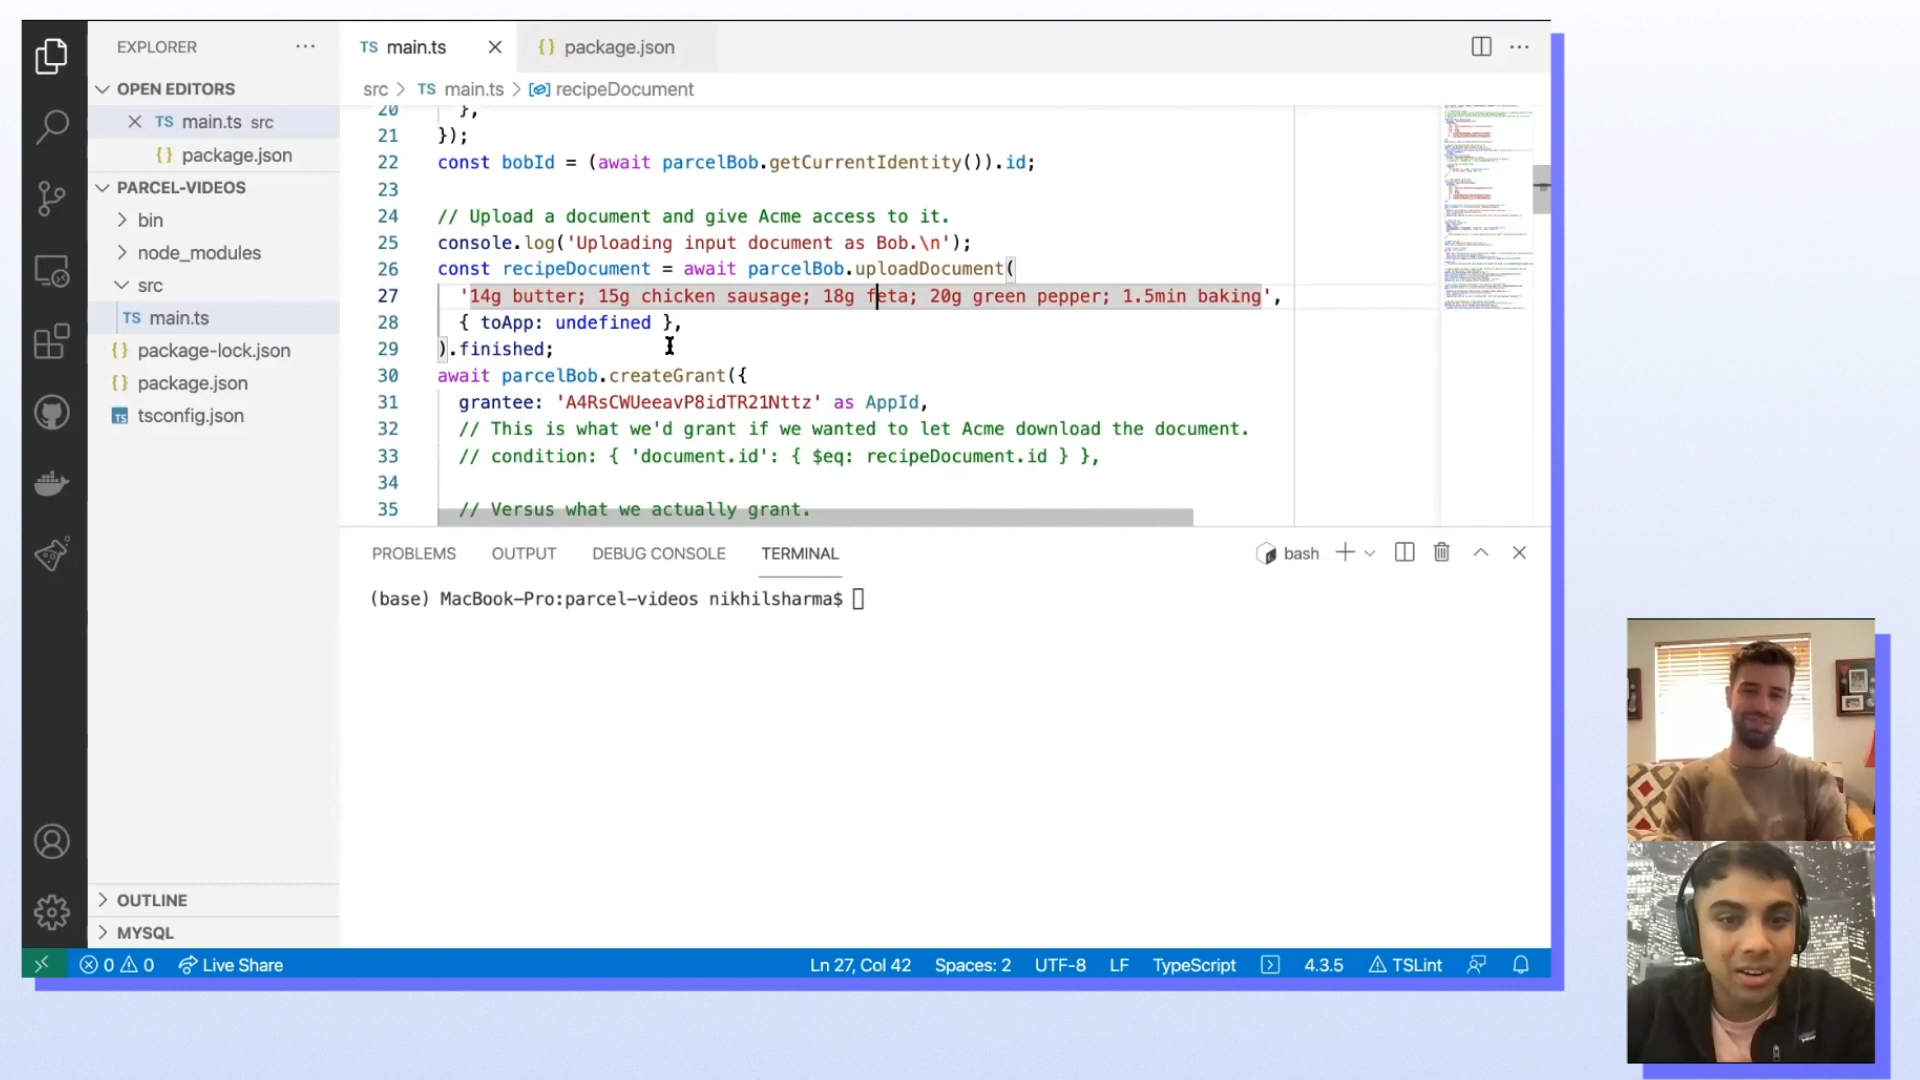 EXPLORER
OPEN EDITORS
TS main.ts src
{} package.json
PARCEL-VIDEOS
bin
node_modules
src
TS main.ts
{} package-lock.json
{} package.json
TS tsconfig.json
OUTLINE
MYSQL
TS main.ts
{} package.json
src > TS main.ts > recipeDocument
20 },
21 });
22 const bobId = (await parcelBob.getCurrentIdentity()).id;
23
24 // Upload a document and give Acme access to it.
25 console.log('Uploading input document as Bob.\n');
26 const recipeDocument = await parcelBob.uploadDocument(
27 '14g butter; 15g chicken sausage; 18g feta; 20g green pepper; 1.5min baking',
28 { toApp: undefined },
29 ).finished;
30 await parcelBob.createGrant({
31 grantee: 'A4RsCWUeeavP8idTR21Nttz' as AppId,
32 // This is what we'd grant if we wanted to let Acme download the document.
33 // condition: { 'document.id': { $eq: recipeDocument.id } },
34
35 // Versus what we actually grant.
PROBLEMS OUTPUT DEBUG CONSOLE TERMINAL bash
(base) MacBook-Pro:parcel-videos nikhilsharma$
0 0 Live Share Ln 27, Col 42 Spaces: 2 UTF-8 LF TypeScript 4.3.5 TSLint